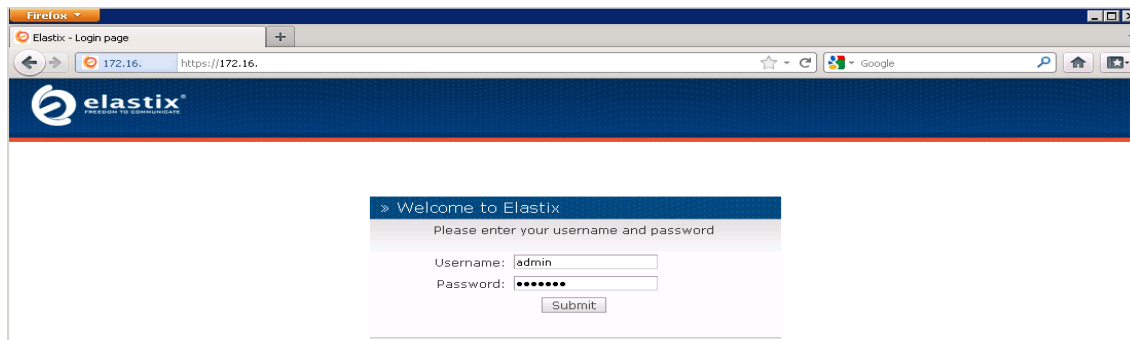 Firefox
Elastix - Login page
172.16. https://172.16. Google
elastix®
FREEDOM TO COMMUNICATE
» Welcome to Elastix
Please enter your username and password
Username: admin
Password: •••••••
Submit